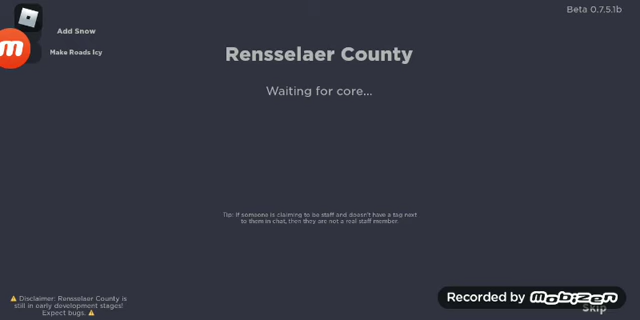 Beta 0.7.5.1b
Add Snow
Make Roads Icy
Rensselaer County
Waiting for core...
Tip: If someone is claiming to be staff and doesn't have a tag next
to them in chat, then they are not a real staff member.
⚠ Disclaimer: Rensselaer County is
still in early development stages!
Expect bugs. ⚠
Recorded by mobizen
Skip